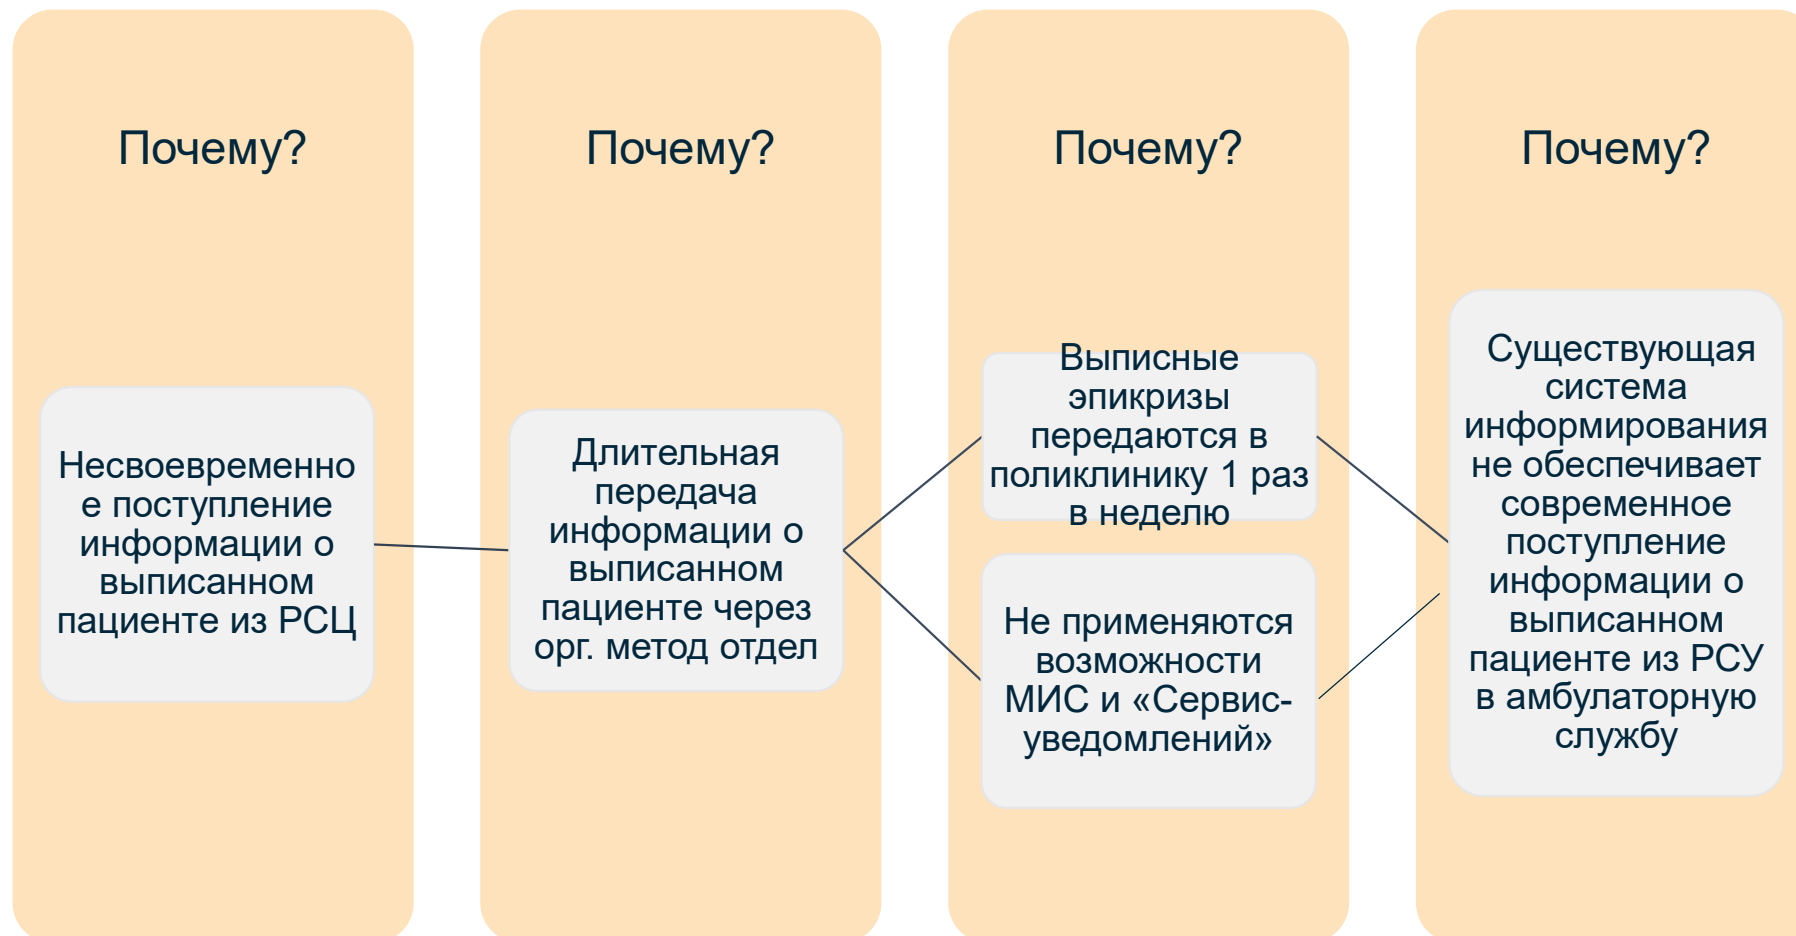 Почему?
Несвоевременно
е поступление
информации о
выписанном
пациенте из РСЦ
Почему?
Длительная
передача
информации о
выписанном
пациенте через
орг. метод отдел
Почему?
Выписные
эпикризы
передаются в
поликлинику 1 раз
в неделю
Не применяются
возможности
МИС и «Сервис-
уведомлений»
Почему?
Существующая
система
информирования
не обеспечивает
современное
поступление
информации о
выписанном
пациенте из РСУ
в амбулаторную
службу